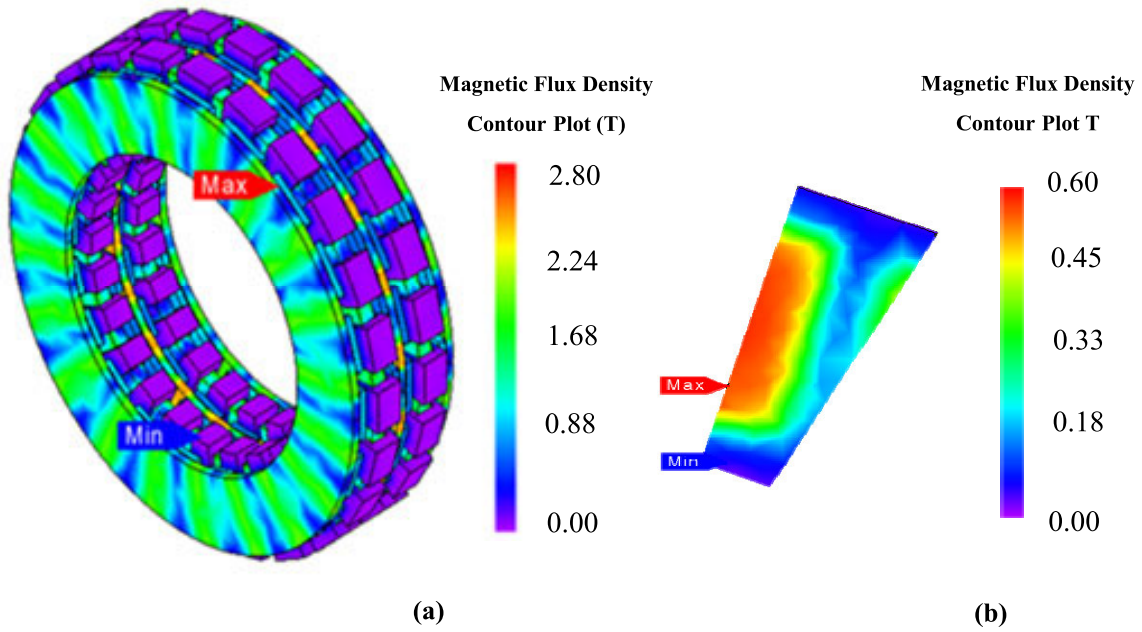 Magnetic Flux Density
Contour Plot (T)
2.80
2.24
1.68
0.88
0.00
Max
Min
(a)
Magnetic Flux Density
Contour Plot T
0.60
0.45
0.33
0.18
0.00
Max
Min
(b)